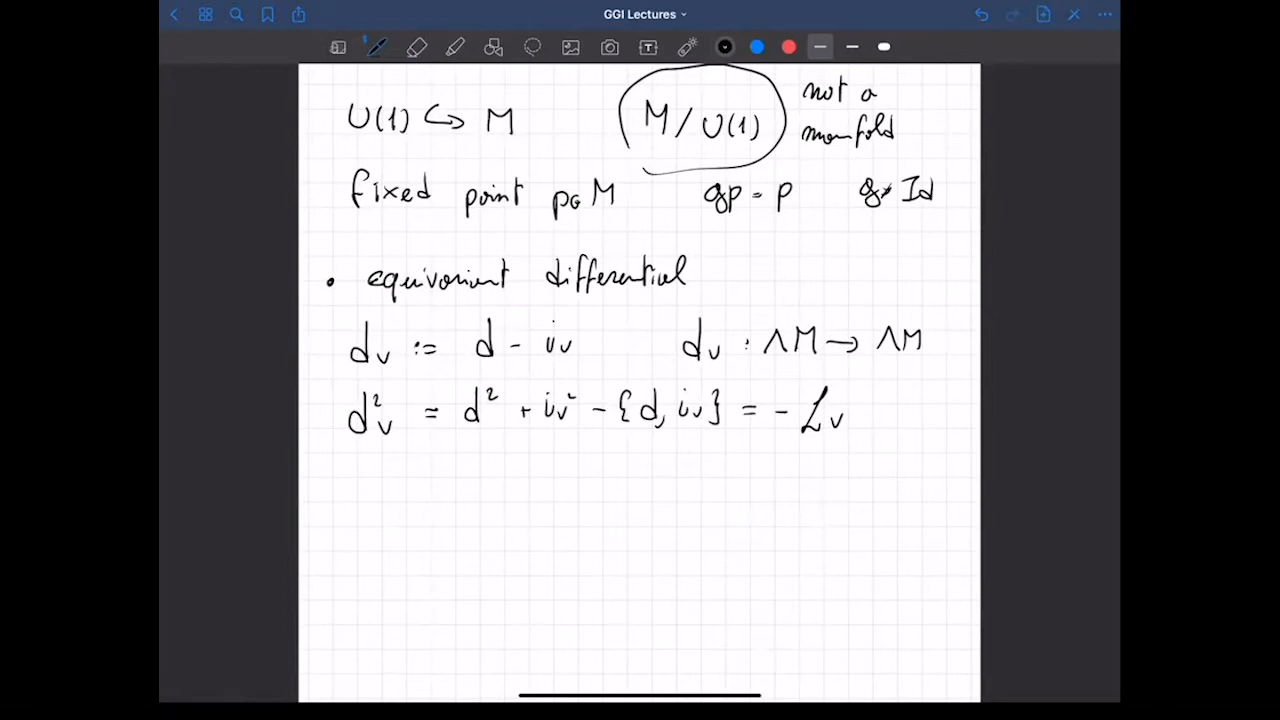 GGI Lectures
U(1) ↪ M M/U(1) not a manifold
fixed point p∈M gp = p g≠Id
• equivariant differential
d_v := d - i_v d_v : ΛM → ΛM
d_v² = d² + i_v² - {d, i_v} = - ℒ_v